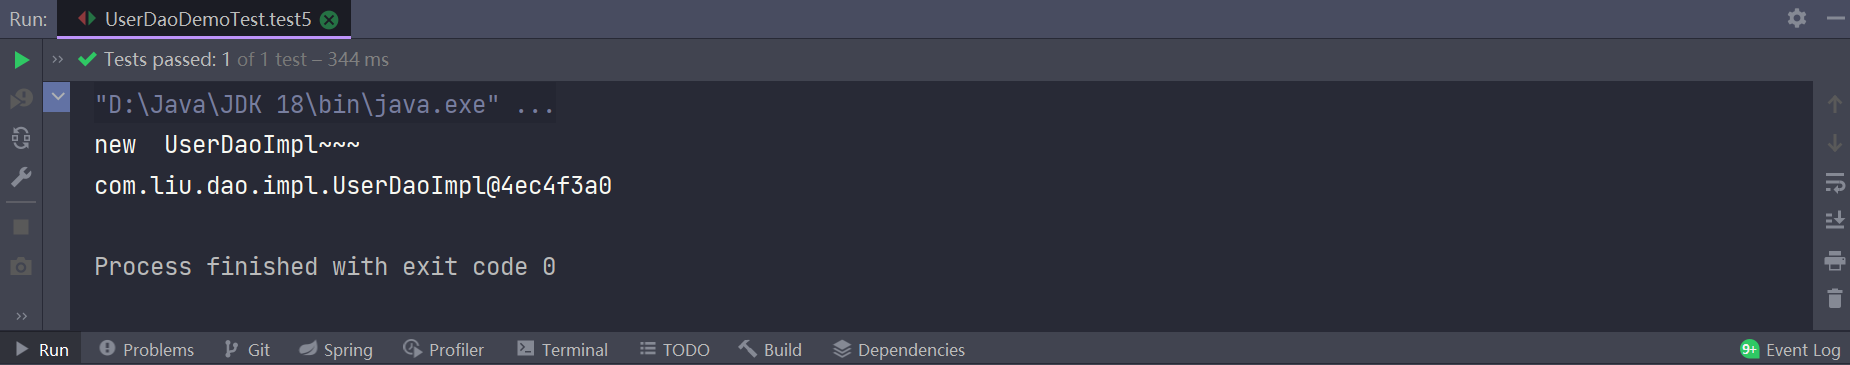 Run: UserDaoDemoTest.test5
Tests passed: 1 of 1 test – 344 ms
"D:\Java\JDK 18\bin\java.exe" ...
new  UserDaoImpl~~~
com.liu.dao.impl.UserDaoImpl@4ec4f3a0
Process finished with exit code 0
Run Problems Git Spring Profiler Terminal TODO Build Dependencies 9+ Event Log